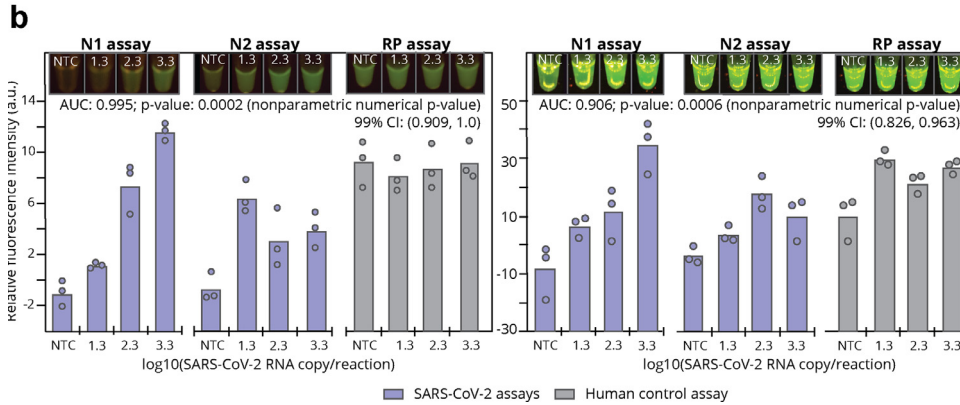 b
N1 assay N2 assay RP assay
NTC 1.3 2.3 3.3 NTC 1.3 2.3 3.3 NTC 1.3 2.3 3.3
AUC: 0.995; p-value: 0.0002 (nonparametric numerical p-value)
99% CI: (0.909, 1.0)
Relative fluorescence intensity (a.u.)
14
10
6
2
-2
NTC 1.3 2.3 3.3 NTC 1.3 2.3 3.3 NTC 1.3 2.3 3.3
log10(SARS-CoV-2 RNA copy/reaction)
N1 assay N2 assay RP assay
NTC 1.3 2.3 3.3 NTC 1.3 2.3 3.3 NTC 1.3 2.3 3.3
AUC: 0.906; p-value: 0.0006 (nonparametric numerical p-value)
99% CI: (0.826, 0.963)
50
30
10
-10
-30
NTC 1.3 2.3 3.3 NTC 1.3 2.3 3.3 NTC 1.3 2.3 3.3
log10(SARS-CoV-2 RNA copy/reaction)
SARS-CoV-2 assays Human control assay